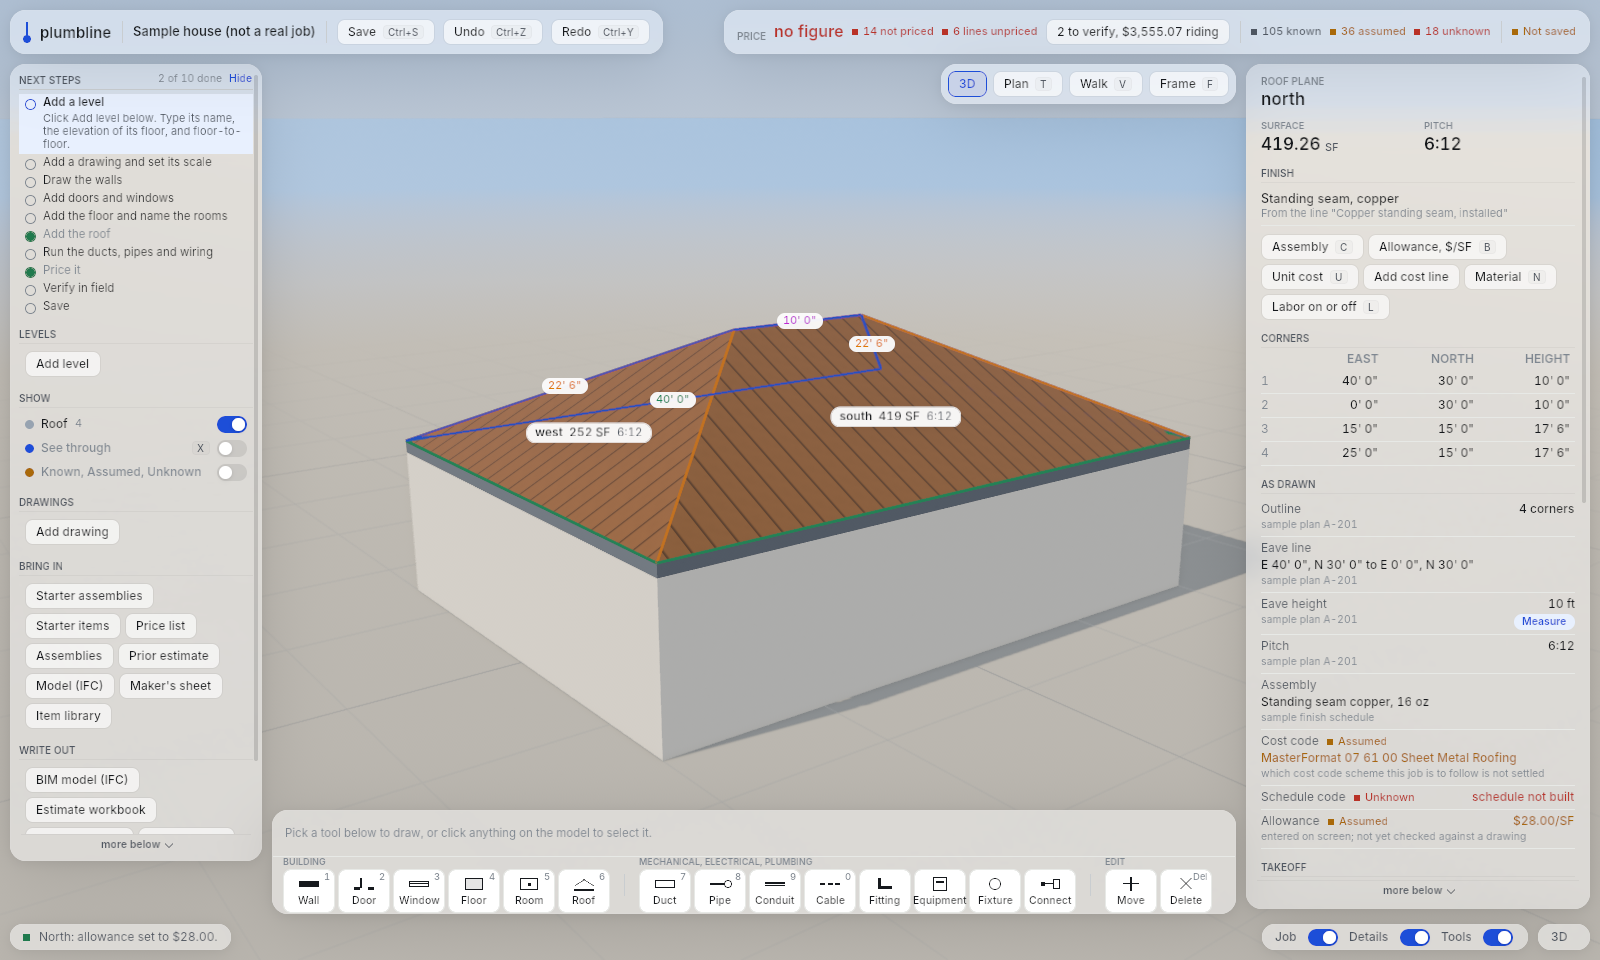 plumbline
Sample house (not a real job)
Save Ctrl+S
Undo Ctrl+Z
Redo Ctrl+Y
PRICE no figure
14 not priced
6 lines unpriced
2 to verify, $3,555.07 riding
105 known
36 assumed
18 unknown
Not saved
NEXT STEPS 2 of 10 done Hide
Add a level
Click Add level below. Type its name,
the elevation of its floor, and floor-to-
floor.
Add a drawing and set its scale
Draw the walls
Add doors and windows
Add the floor and name the rooms
Add the roof
Run the ducts, pipes and wiring
Price it
Verify in field
Save
LEVELS
Add level
SHOW
Roof 4
See through X
Known, Assumed, Unknown
DRAWINGS
Add drawing
BRING IN
Starter assemblies
Starter items Price list
Assemblies Prior estimate
Model (IFC) Maker's sheet
Item library
WRITE OUT
BIM model (IFC)
Estimate workbook
more below
3D
Plan T
Walk V
Frame F
10' 0"
22' 6"
22' 6"
40' 0"
south 419 SF 6:12
west 252 SF 6:12
ROOF PLANE
north
SURFACE PITCH
419.26 SF 6:12
FINISH
Standing seam, copper
From the line "Copper standing seam, installed"
Assembly C Allowance, $/SF B
Unit cost U Add cost line Material N
Labor on or off L
CORNERS
EAST NORTH HEIGHT
1 40' 0" 30' 0" 10' 0"
2 0' 0" 30' 0" 10' 0"
3 15' 0" 15' 0" 17' 6"
4 25' 0" 15' 0" 17' 6"
AS DRAWN
Outline 4 corners
sample plan A-201
Eave line
E 40' 0", N 30' 0" to E 0' 0", N 30' 0"
sample plan A-201
Eave height 10 ft
sample plan A-201 Measure
Pitch 6:12
sample plan A-201
Assembly
Standing seam copper, 16 oz
sample finish schedule
Cost code Assumed
MasterFormat 07 61 00 Sheet Metal Roofing
which cost code scheme this job is to follow is not settled
Schedule code Unknown schedule not built
Allowance Assumed $28.00/SF
entered on screen; not yet checked against a drawing
TAKEOFF
more below
Pick a tool below to draw, or click anything on the model to select it.
BUILDING
Wall 1
Door 2
Window 3
Floor 4
Room 5
Roof 6
MECHANICAL, ELECTRICAL, PLUMBING
Duct 7
Pipe 8
Conduit 9
Cable 0
Fitting
Equipment
Fixture
Connect
EDIT
Move
Delete Del
North: allowance set to $28.00.
Job Details Tools 3D